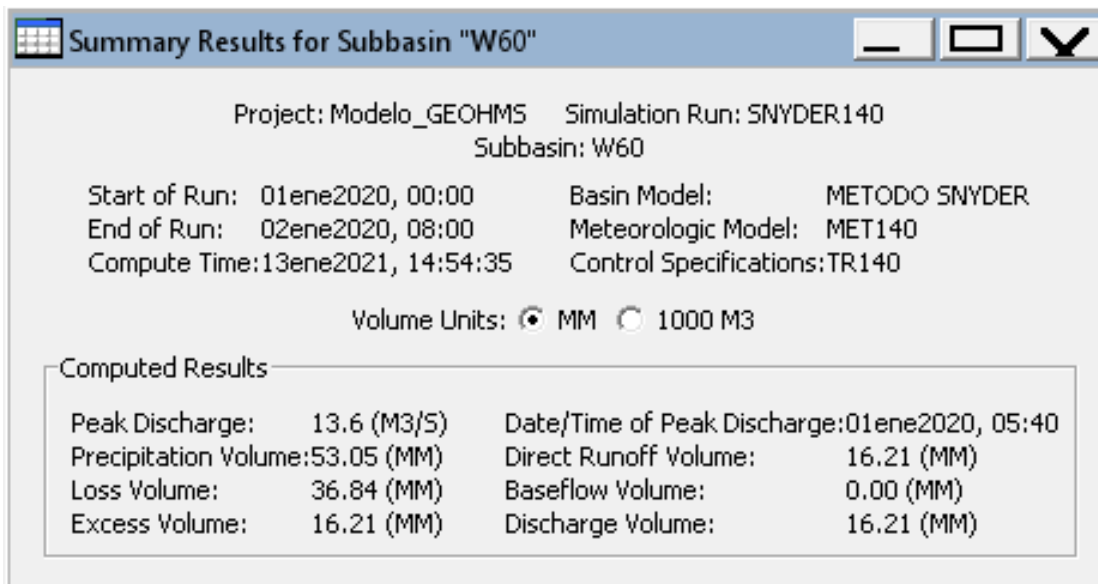 Summary Results for Subbasin "W60"
Project: Modelo_GEOHMS Simulation Run: SNYDER140
Subbasin: W60
Start of Run: 01ene2020, 00:00 Basin Model: METODO SNYDER
End of Run: 02ene2020, 08:00 Meteorologic Model: MET140
Compute Time:13ene2021, 14:54:35 Control Specifications:TR140
Volume Units: MM 1000 M3
Computed Results
Peak Discharge: 13.6 (M3/S) Date/Time of Peak Discharge:01ene2020, 05:40
Precipitation Volume:53.05 (MM) Direct Runoff Volume: 16.21 (MM)
Loss Volume: 36.84 (MM) Baseflow Volume: 0.00 (MM)
Excess Volume: 16.21 (MM) Discharge Volume: 16.21 (MM)